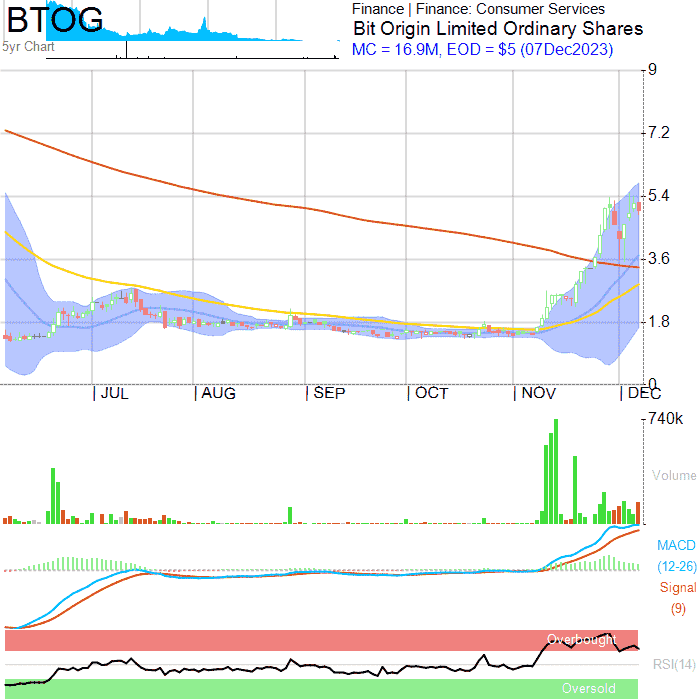 BTOG
5yr Chart
Finance | Finance: Consumer Services
Bit Origin Limited Ordinary Shares
MC = 16.9M, EOD = $5 (07Dec2023)
9
7.2
5.4
3.6
1.8
0
| JUL | AUG | SEP | OCT | NOV | DEC
740k
Volume
MACD
(12-26)
Signal
(9)
Overbought
RSI(14)
Oversold